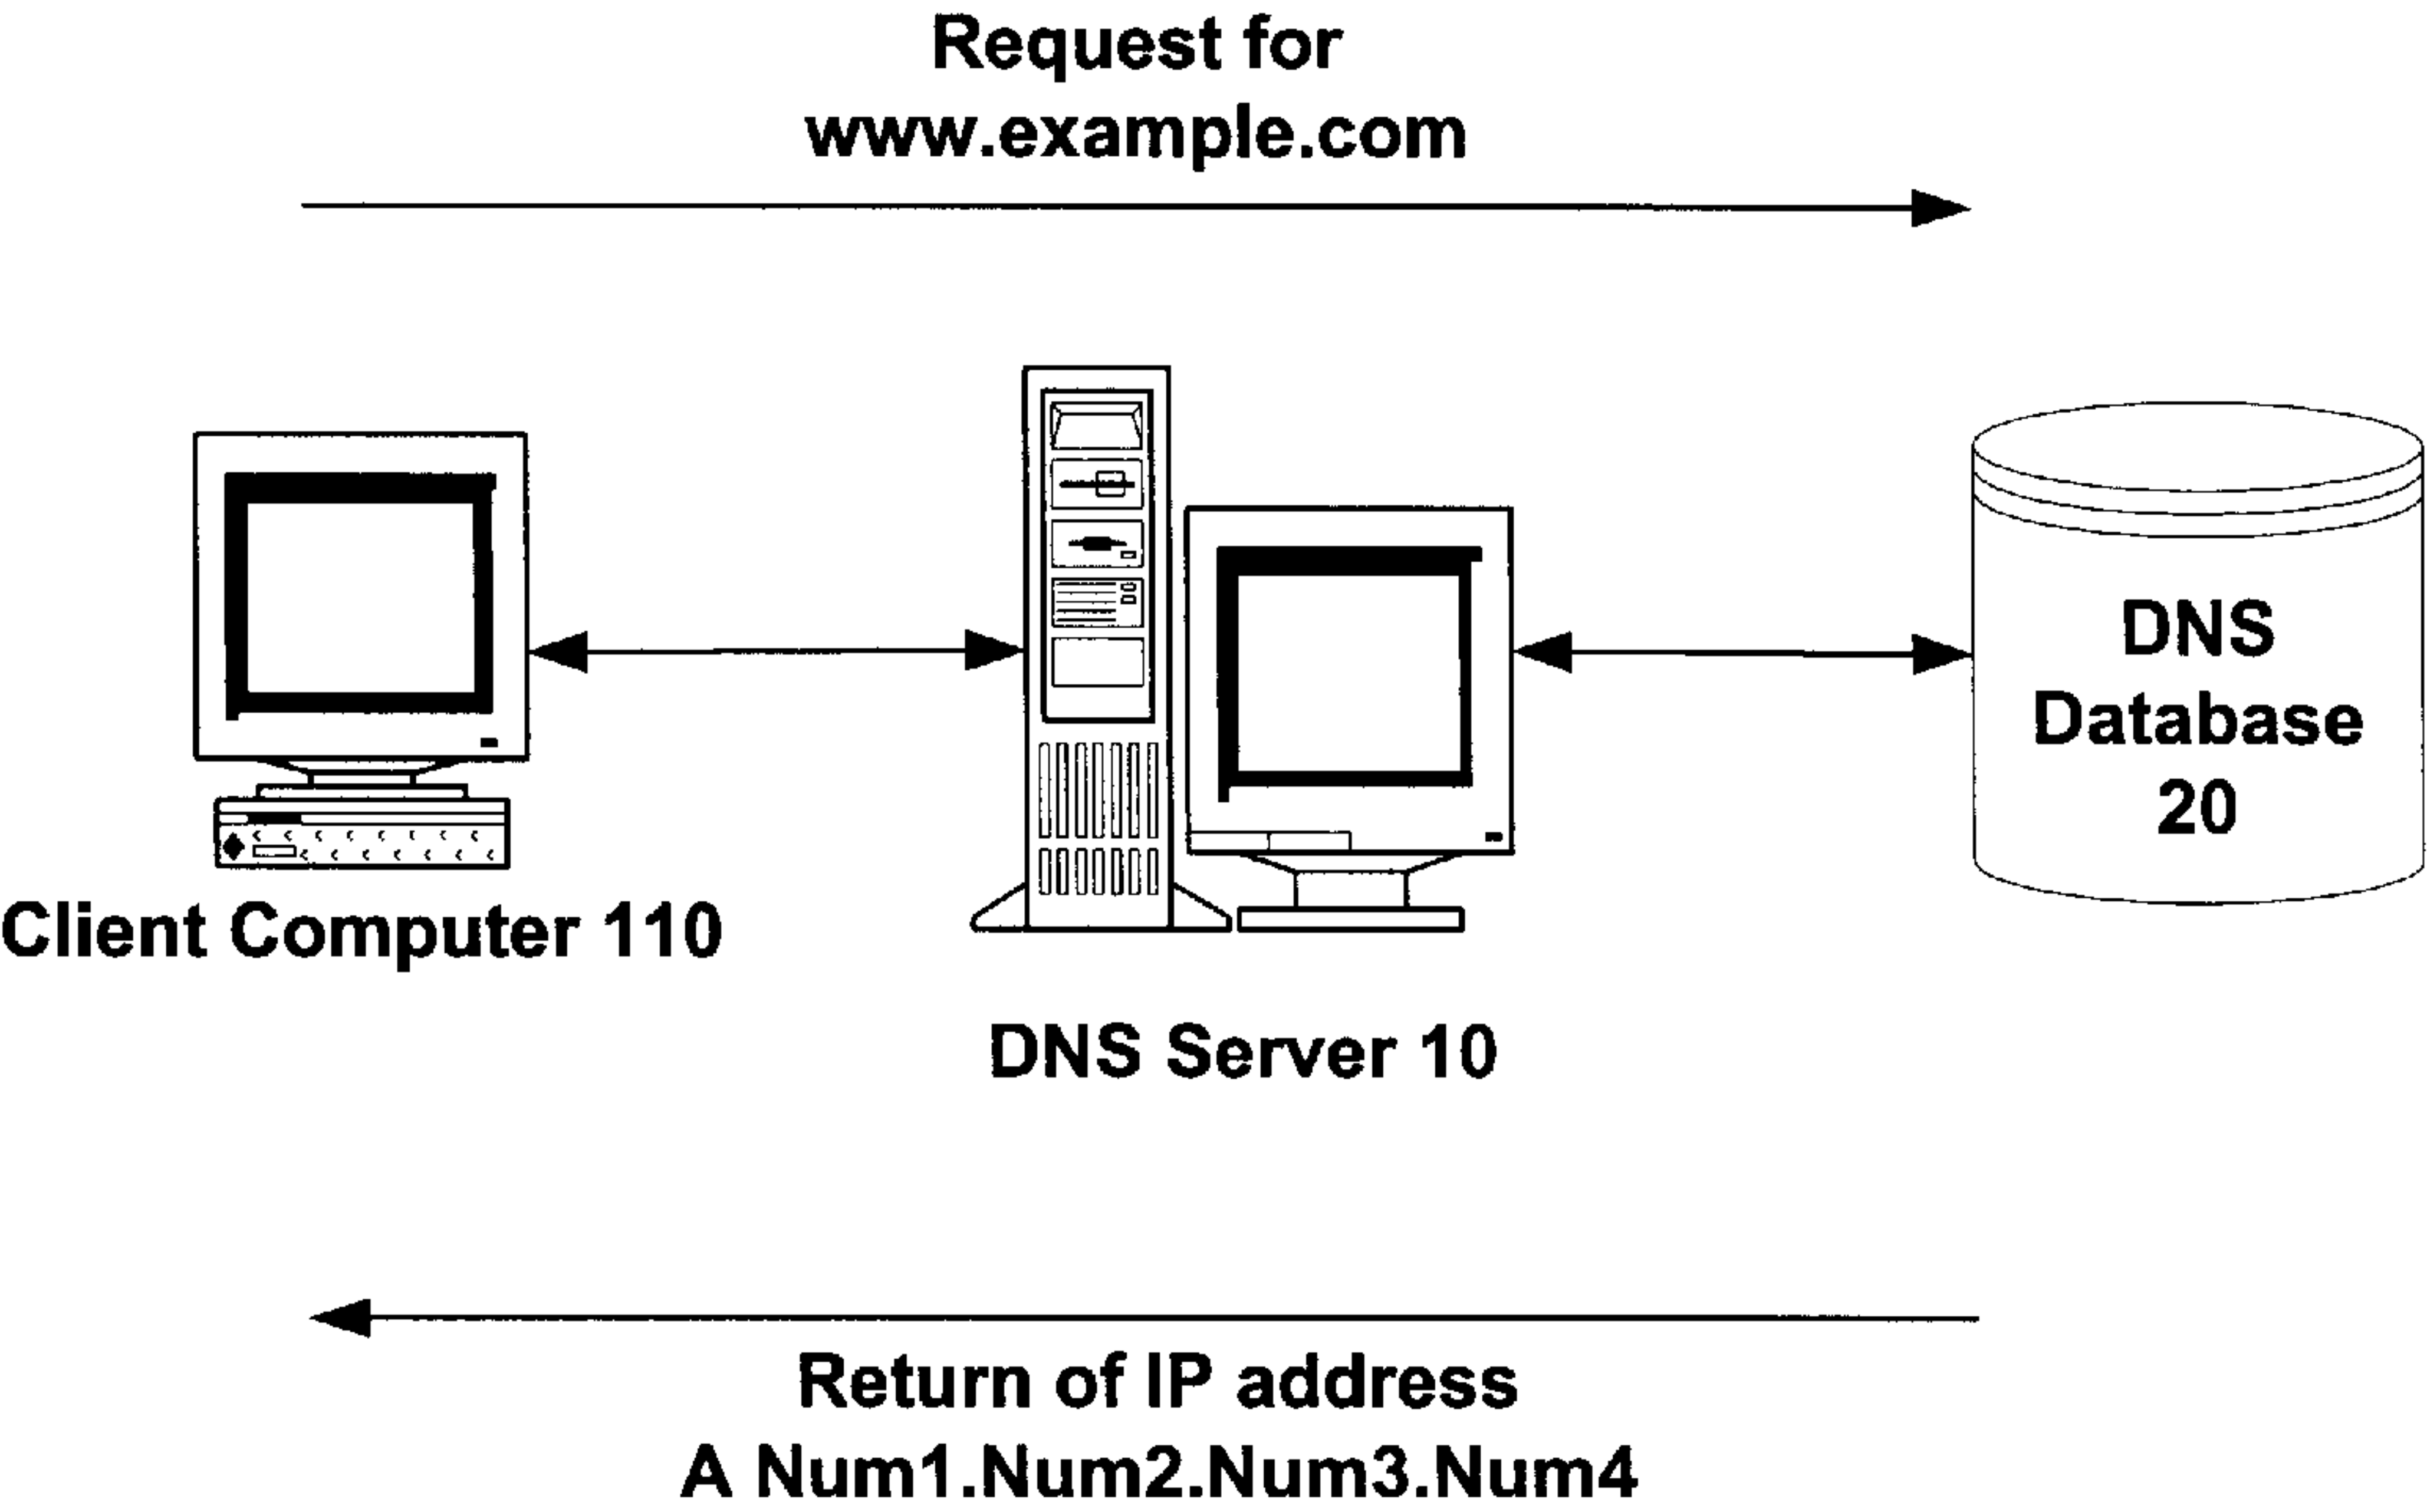 Request for
www.example.com
DNS
Database
20
Client Computer 110
DNS Server 10
Return of IP address
A Num1.Num2.Num3.Num4